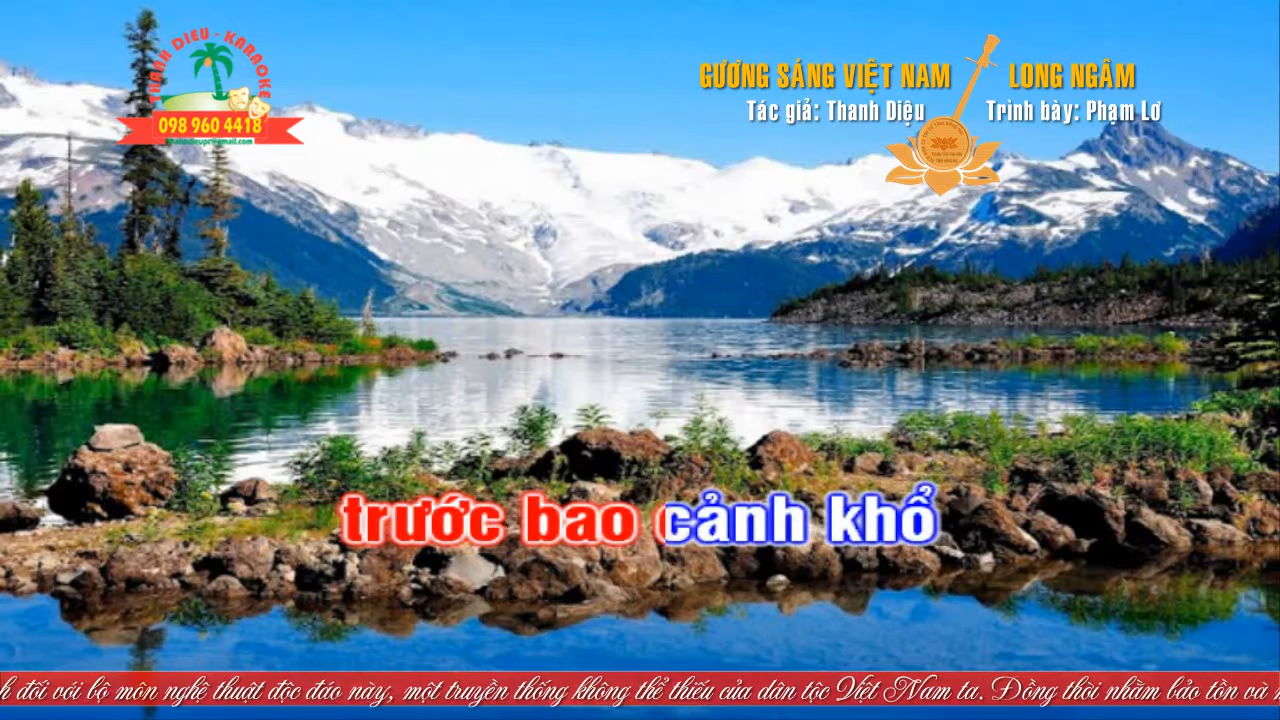 THANH DIEU - KARAOKE
098 960 4418
GƯƠNG SÁNG VIỆT NAM
LONG NGÂM
Tác giả: Thanh Diệu
Trình bày: Phạm Lơ
trước bao cảnh khổ
đối với bộ môn nghệ thuật độc đáo này, một truyền thống không thể thiếu của dân tộc Việt Nam ta. Đồng thời nhằm bảo tồn và